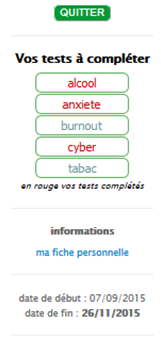 QUITTER
Vos tests à compléter
alcool
anxiete
burnout
cyber
tabac
en rouge vos tests complétés
informations
ma fiche personnelle
date de début : 07/09/2015
date de fin : 26/11/2015